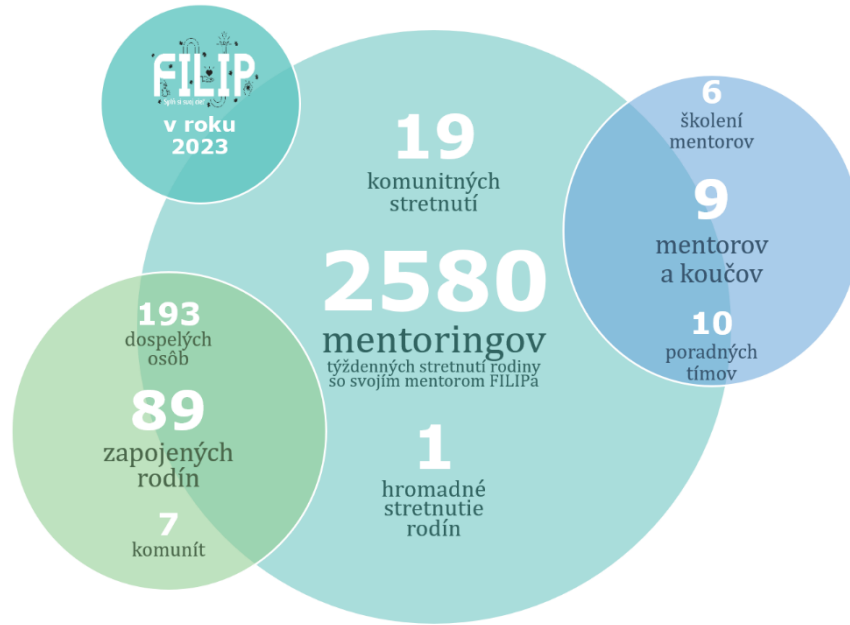 FILIP
v roku
2023
19
komunitných
stretnutí
2580
mentoringov
týždenných stretnutí rodiny
so svojím mentorom FILIPa
1
hromadné
stretnutie
rodín
6
školení
mentorov
9
mentorov
a koučov
10
poradných
tímov
193
dospelých
osôb
89
zapojených
rodín
7
komunít